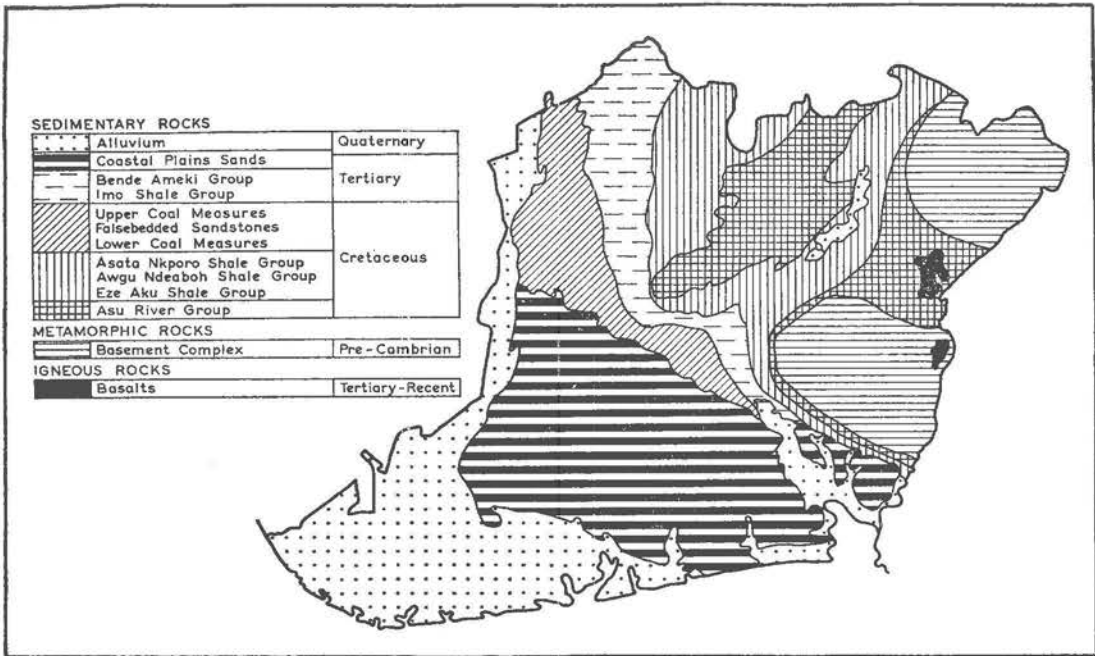 SEDIMENTARY ROCKS
Alluvium Quaternary
Coastal Plains Sands
Bende Ameki Group
Imo Shale Group
Tertiary
Upper Coal Measures
Falsebedded Sandstones
Lower Coal Measures
Asata Nkporo Shale Group
Awgu Ndeaboh Shale Group
Eze Aku Shale Group
Cretaceous
Asu River Group
METAMORPHIC ROCKS
Basement Complex Pre-Cambrian
IGNEOUS ROCKS
Basalts Tertiary-Recent